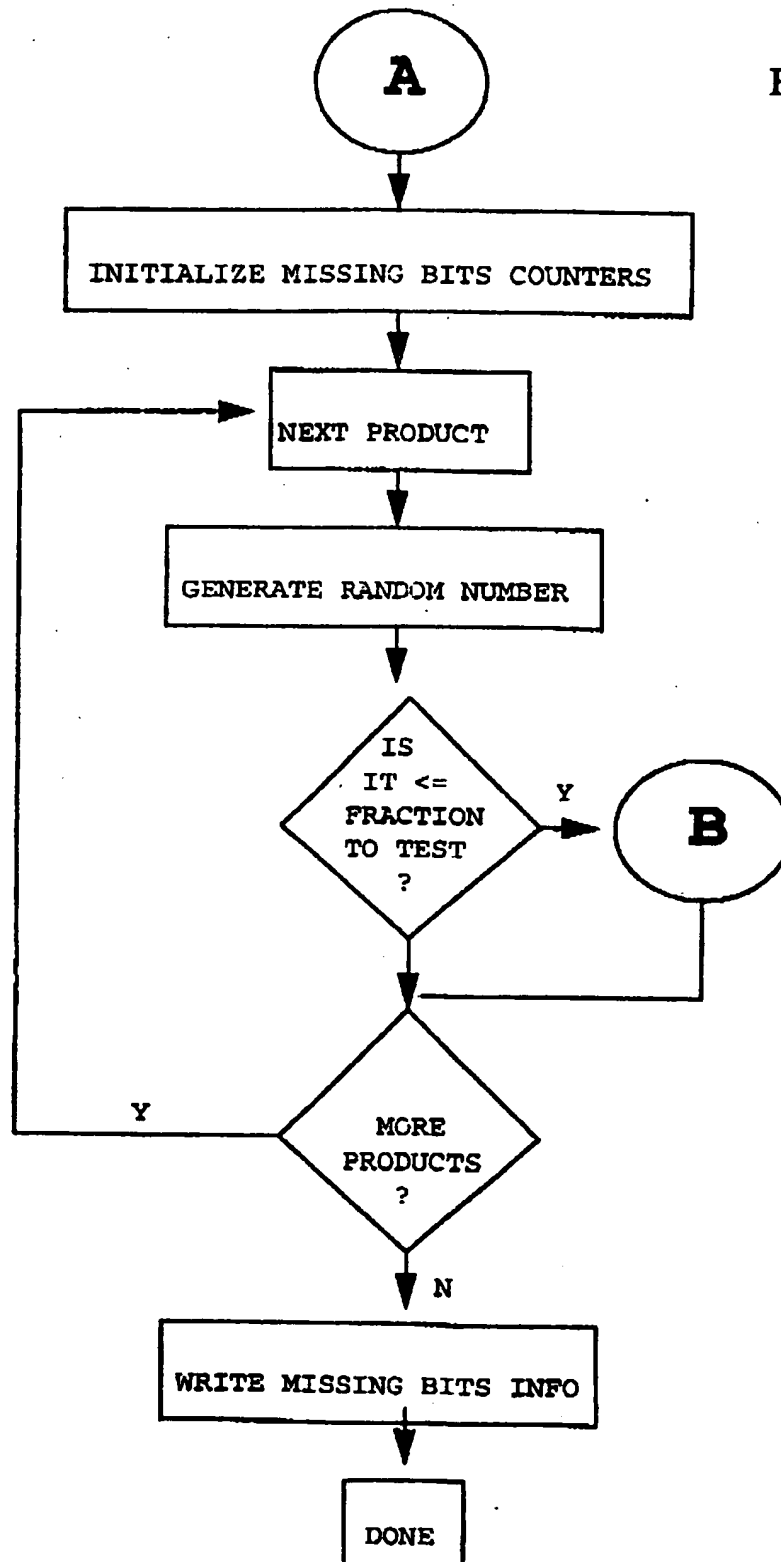 A
INITIALIZE MISSING BITS COUNTERS
NEXT PRODUCT
GENERATE RANDOM NUMBER
IS
IT <=
FRACTION
TO TEST
?
Y
B
Y
MORE
PRODUCTS
?
N
WRITE MISSING BITS INFO
DONE